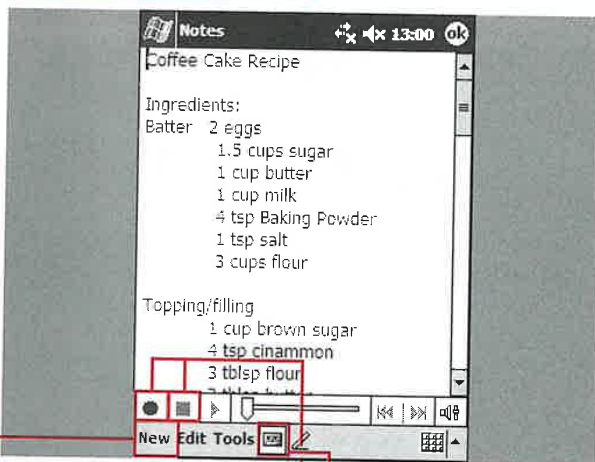 Notes 13:00 ok
Coffee Cake Recipe
Ingredients:
Batter 2 eggs
1.5 cups sugar
1 cup butter
1 cup milk
4 tsp Baking Powder
1 tsp salt
3 cups flour
Topping/filling
1 cup brown sugar
4 tsp cinammon
3 tblsp flour
New Edit Tools